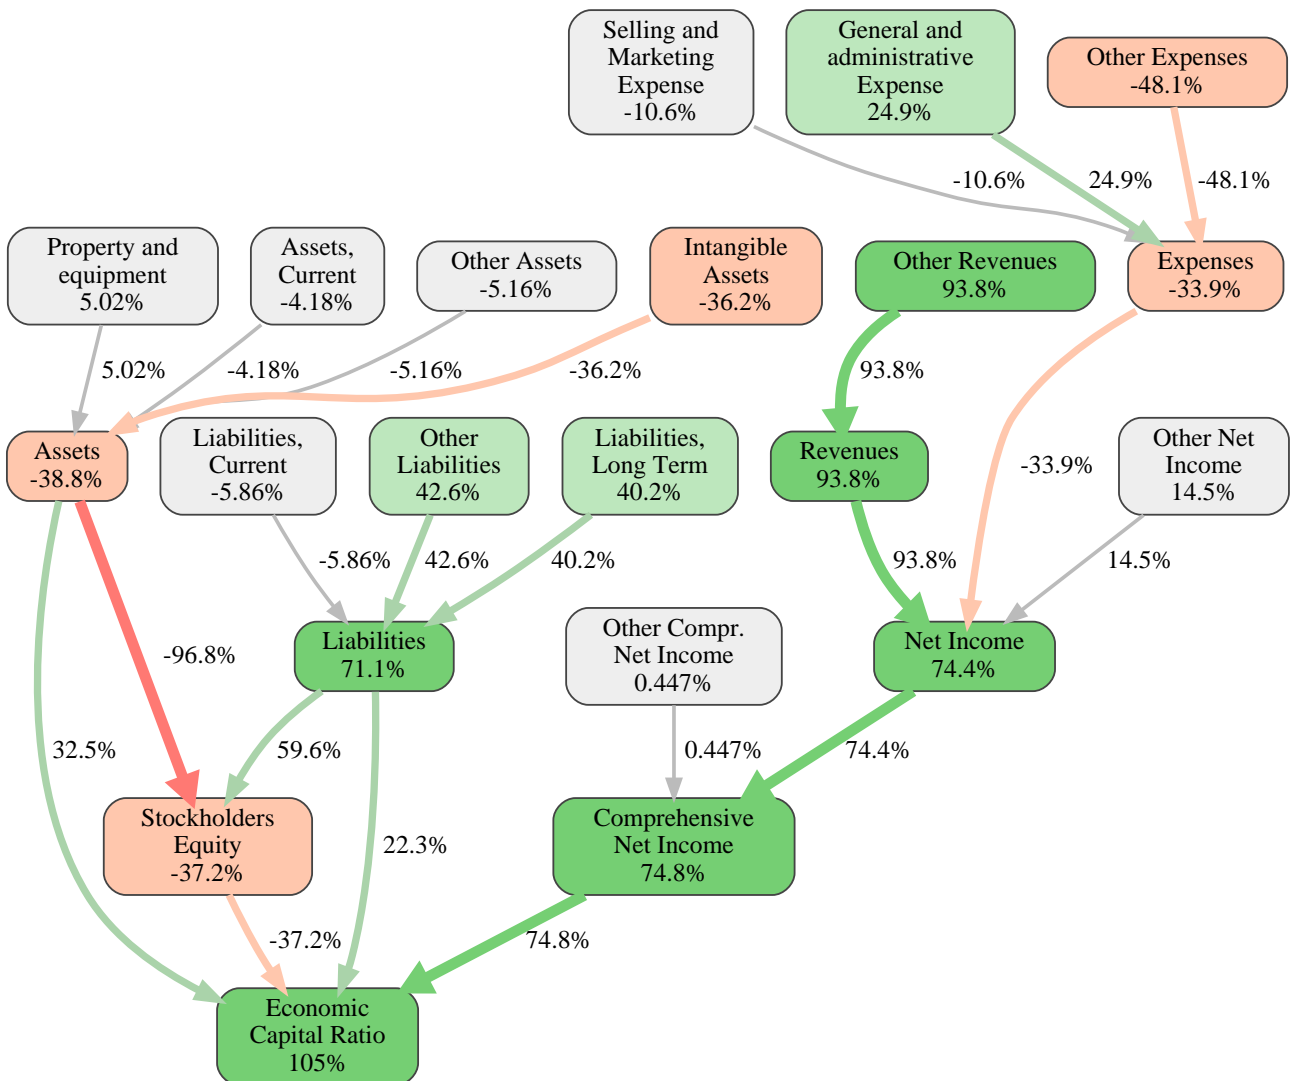 Selling and
Marketing
Expense
-10.6%
General and
administrative
Expense
24.9%
Other Expenses
-48.1%
-10.6%
24.9%
-48.1%
Property and
equipment
5.02%
Assets,
Current
-4.18%
Other Assets
-5.16%
Intangible
Assets
-36.2%
Other Revenues
93.8%
Expenses
-33.9%
5.02%
-4.18%
-5.16%
-36.2%
93.8%
Assets
-38.8%
Liabilities,
Current
-5.86%
Other
Liabilities
42.6%
Liabilities,
Long Term
40.2%
Revenues
93.8%
-33.9%
Other Net
Income
14.5%
-5.86%
42.6%
40.2%
93.8%
14.5%
-96.8%
Liabilities
71.1%
Other Compr.
Net Income
0.447%
Net Income
74.4%
32.5%
59.6%
0.447%
74.4%
Stockholders
Equity
-37.2%
22.3%
Comprehensive
Net Income
74.8%
-37.2%
74.8%
Economic
Capital Ratio
105%